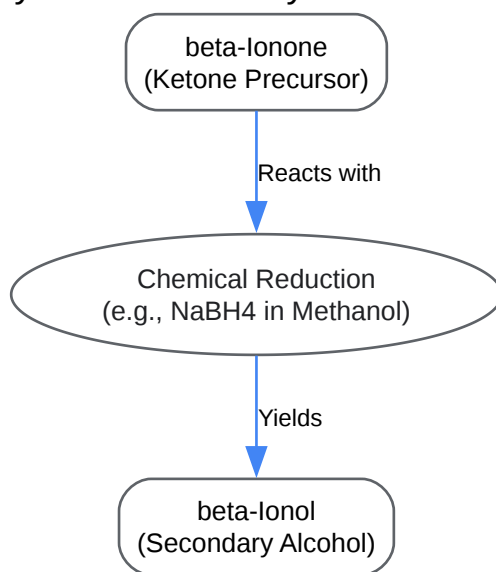 beta-Ionone
(Ketone Precursor)
Reacts with
Chemical Reduction
(e.g., NaBH4 in Methanol)
Yields
beta-Ionol
(Secondary Alcohol)